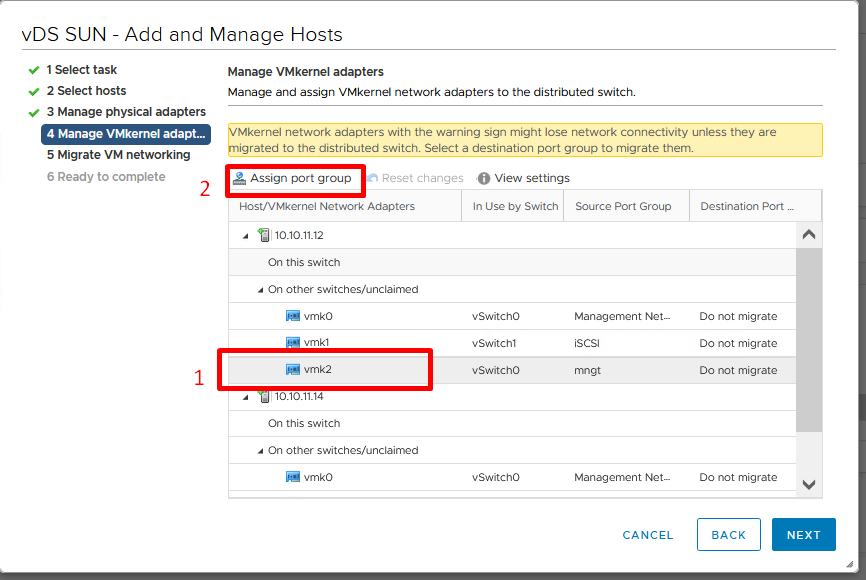 vDS SUN - Add and Manage Hosts
1 Select task
2 Select hosts
3 Manage physical adapters
4 Manage VMkernel adapt...
5 Migrate VM networking
6 Ready to complete
Manage VMkernel adapters
Manage and assign VMkernel network adapters to the distributed switch.
VMkernel network adapters with the warning sign might lose network connectivity unless they are
migrated to the distributed switch. Select a destination port group to migrate them.
2
Assign port group Reset changes View settings
Host/VMkernel Network Adapters In Use by Switch Source Port Group Destination Port ...
10.10.11.12
On this switch
On other switches/unclaimed
vmk0 vSwitch0 Management Net... Do not migrate
vmk1 vSwitch1 iSCSI Do not migrate
1
vmk2 vSwitch0 mngt Do not migrate
10.10.11.14
On this switch
On other switches/unclaimed
vmk0 vSwitch0 Management Net... Do not migrate
CANCEL BACK NEXT